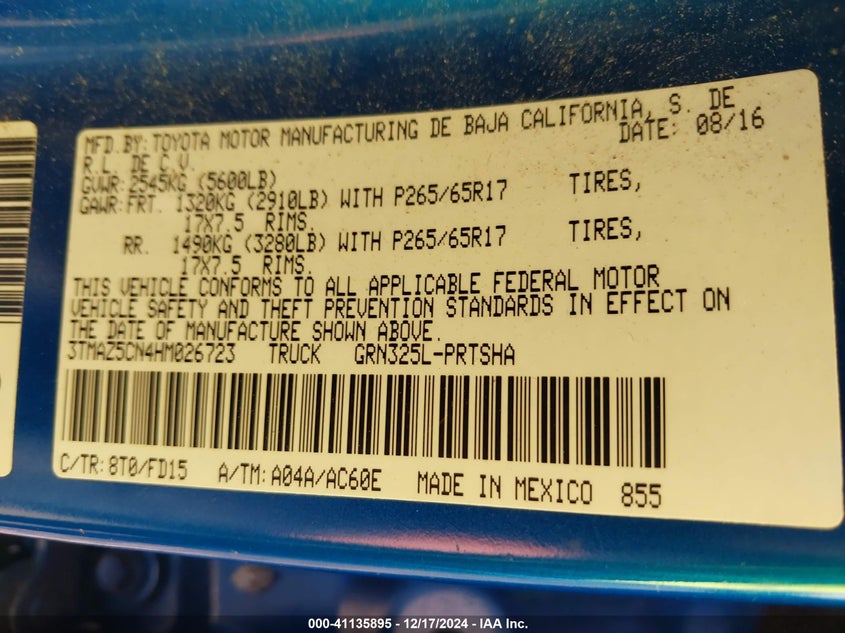 MFD. BY: TOYOTA MOTOR MANUFACTURING DE BAJA CALIFORNIA, S. DE
R.L. DE C.V. DATE: 08/16
GVWR: 2545KG (5600LB)
GAWR: FRT. 1320KG (2910LB) WITH P265/65R17 TIRES,
17X7.5 RIMS.
RR. 1490KG (3280LB) WITH P265/65R17 TIRES,
17X7.5 RIMS.
THIS VEHICLE CONFORMS TO ALL APPLICABLE FEDERAL MOTOR
VEHICLE SAFETY AND THEFT PREVENTION STANDARDS IN EFFECT ON
THE DATE OF MANUFACTURE SHOWN ABOVE.
3TMAZ5CN4HM026723 TRUCK GRN325L-PRTSHA
C/TR: 8T0/FD15 A/TM: A04A/AC60E MADE IN MEXICO 855
000-41135895 - 12/17/2024 - IAA Inc.